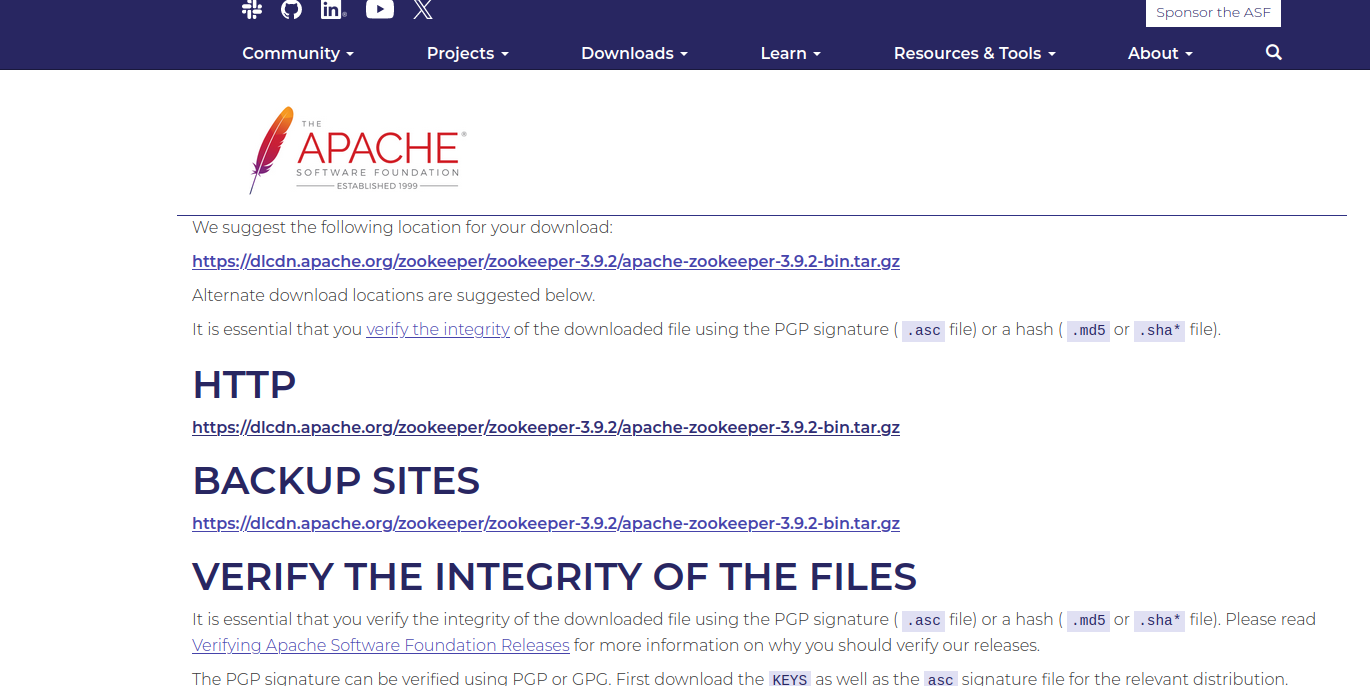 Sponsor the ASF
Community Projects Downloads Learn Resources & Tools About
THE
APACHE®
SOFTWARE FOUNDATION
ESTABLISHED 1999
We suggest the following location for your download:
https://dlcdn.apache.org/zookeeper/zookeeper-3.9.2/apache-zookeeper-3.9.2-bin.tar.gz
Alternate download locations are suggested below.
It is essential that you verify the integrity of the downloaded file using the PGP signature ( .asc file) or a hash ( .md5 or .sha* file).
HTTP
https://dlcdn.apache.org/zookeeper/zookeeper-3.9.2/apache-zookeeper-3.9.2-bin.tar.gz
BACKUP SITES
https://dlcdn.apache.org/zookeeper/zookeeper-3.9.2/apache-zookeeper-3.9.2-bin.tar.gz
VERIFY THE INTEGRITY OF THE FILES
It is essential that you verify the integrity of the downloaded file using the PGP signature ( .asc file) or a hash ( .md5 or .sha* file). Please read
Verifying Apache Software Foundation Releases for more information on why you should verify our releases.
The PGP signature can be verified using PGP or GPG. First download the KEYS as well as the asc signature file for the relevant distribution.